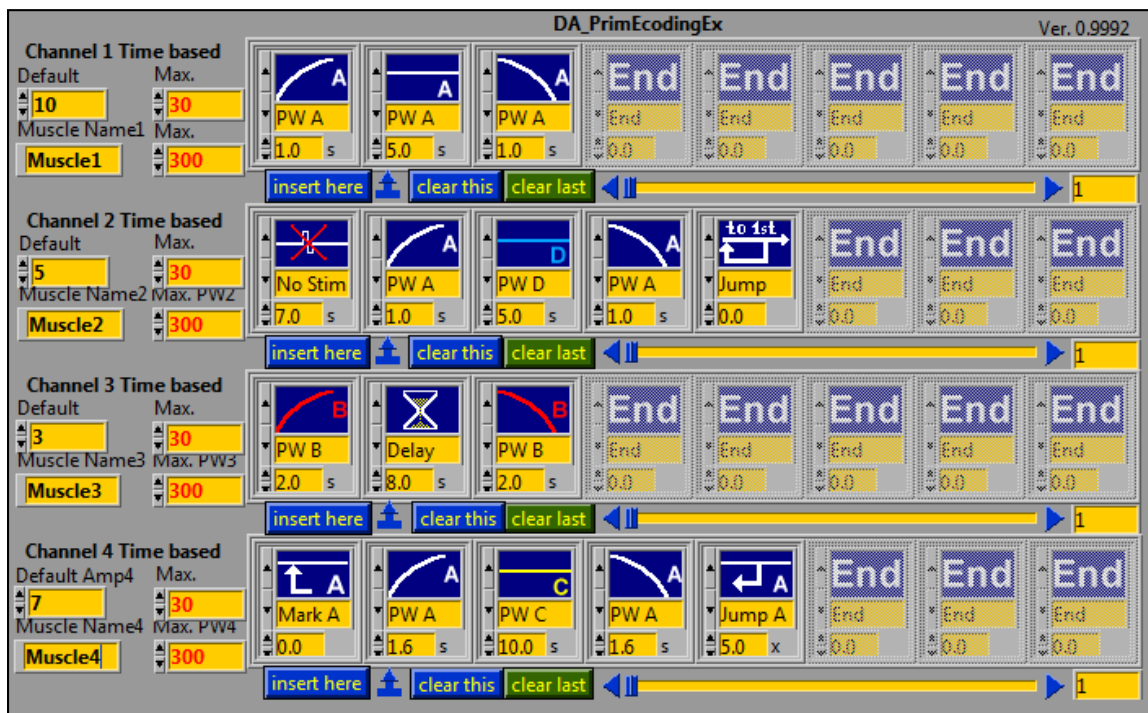 DA_PrimEcodingEx
Ver. 0.9992
Channel 1 Time based
Default Max.
10 30
Muscle Name1 Max.
Muscle1 300
A A A End End End End End
PW A PW A PW A End End End End End
1.0 s 5.0 s 1.0 s 0.0 0.0 0.0 0.0 0.0
insert here clear this clear last 1
Channel 2 Time based
Default Max.
5 30
Muscle Name2 Max. PW2
Muscle2 300
A D A to 1st End End End
No Stim PW A PW D PW A Jump End End End
7.0 s 1.0 s 5.0 s 1.0 s 0.0 0.0 0.0 0.0
insert here clear this clear last 1
Channel 3 Time based
Default Max.
3 30
Muscle Name3 Max. PW3
Muscle3 300
B B End End End End End
PW B Delay PW B End End End End End
2.0 s 8.0 s 2.0 s 0.0 0.0 0.0 0.0 0.0
insert here clear this clear last 1
Channel 4 Time based
Default Amp4 Max.
7 30
Muscle Name4 Max. PW4
Muscle4 300
A A C A A End End End
Mark A PW A PW C PW A Jump A End End End
0.0 1.6 s 10.0 s 1.6 s 5.0 x 0.0 0.0 0.0
insert here clear this clear last 1